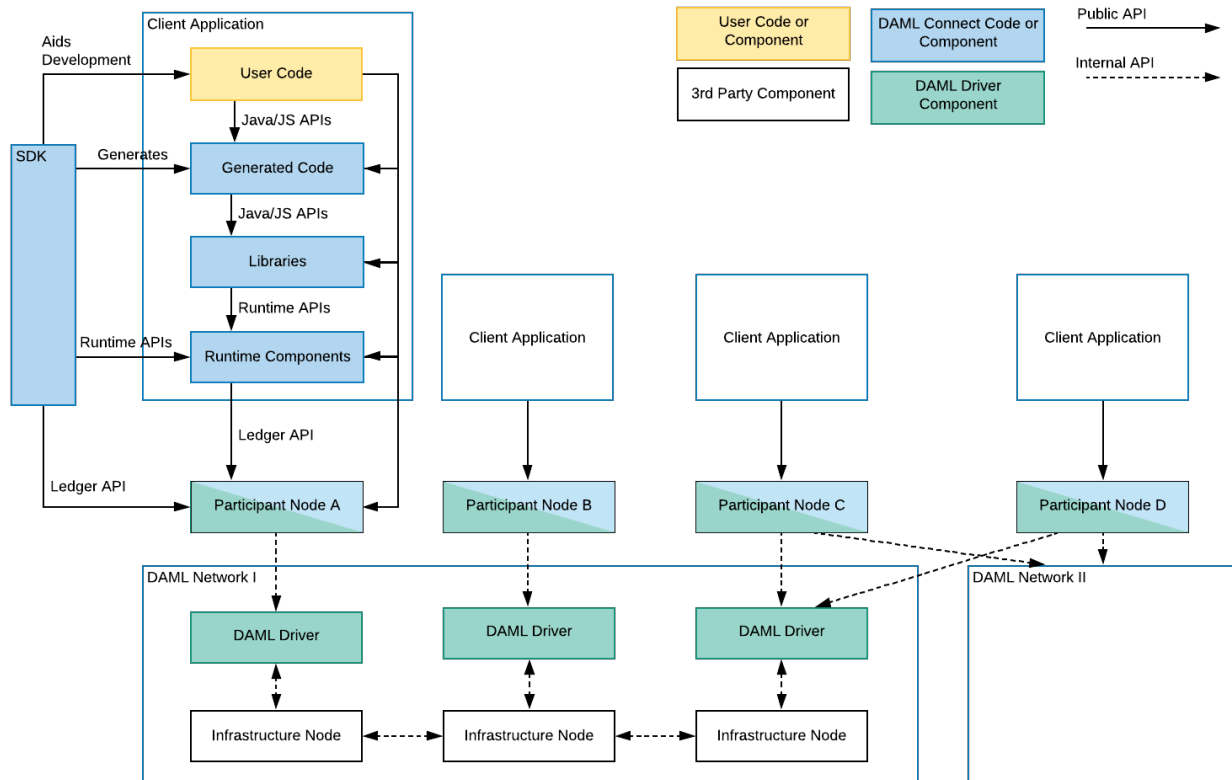 Client Application
User Code or
Component
DAML Connect Code or
Component
Public API
Aids
Development
User Code
Internal API
3rd Party Component
DAML Driver
Component
Java/JS APIs
SDK
Generates
Generated Code
Java/JS APIs
Libraries
Runtime APIs
Client Application
Client Application
Client Application
Runtime APIs
Runtime Components
Ledger API
Ledger API
Participant Node A
Participant Node B
Participant Node C
Participant Node D
DAML Network I
DAML Network II
DAML Driver
DAML Driver
DAML Driver
Infrastructure Node
Infrastructure Node
Infrastructure Node